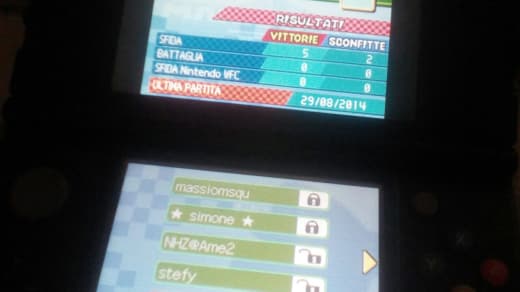 RISULTATI
VITTORIE SCONFITTE
SFIDA 5 2
BATTAGLIA 0 0
SFIDA Nintendo WFC 0 0
ULTIMA PARTITA 29/08/2014
massiomsqu
★ simone ★
NHZ@Ame2
stefy